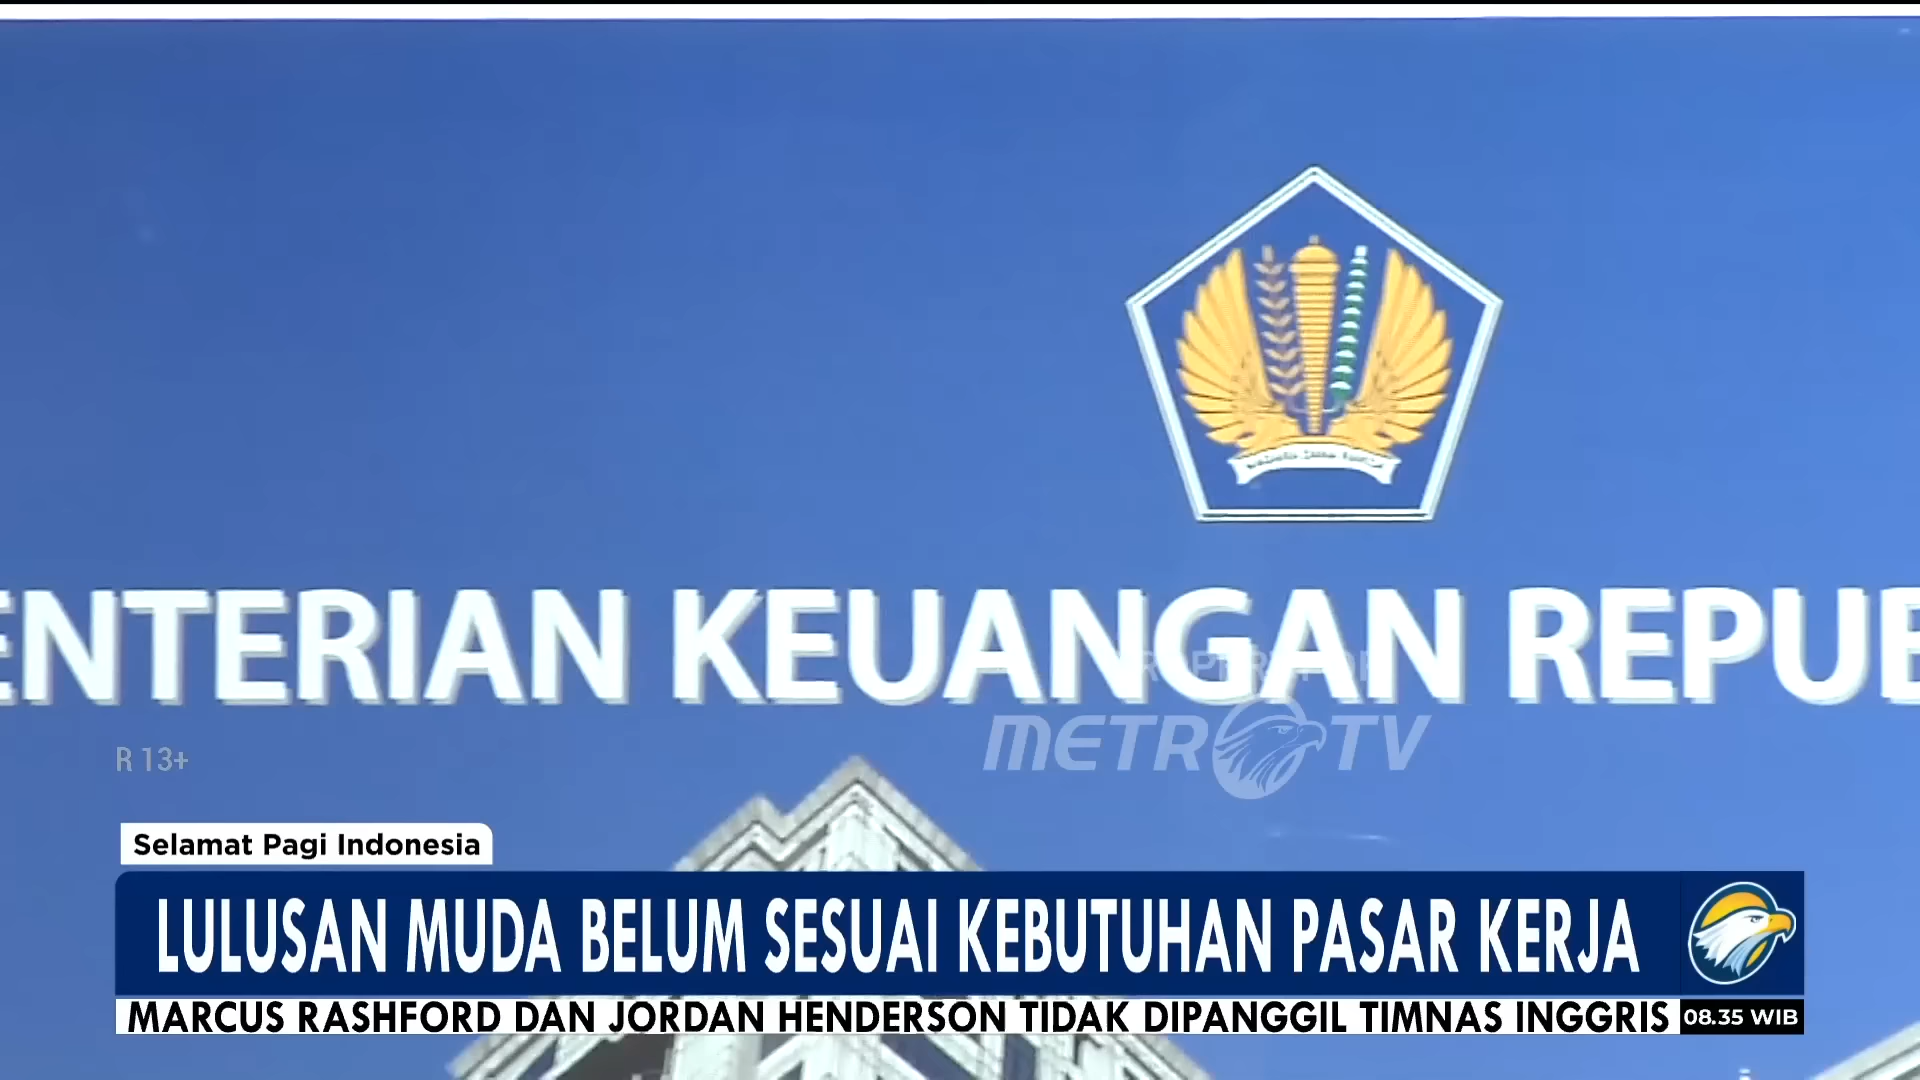 ENTERIAN KEUANGAN REPUB
METRO TV
R 13+
Selamat Pagi Indonesia
LULUSAN MUDA BELUM SESUAI KEBUTUHAN PASAR KERJA
MARCUS RASHFORD DAN JORDAN HENDERSON TIDAK DIPANGGIL TIMNAS INGGRIS
08.35 WIB